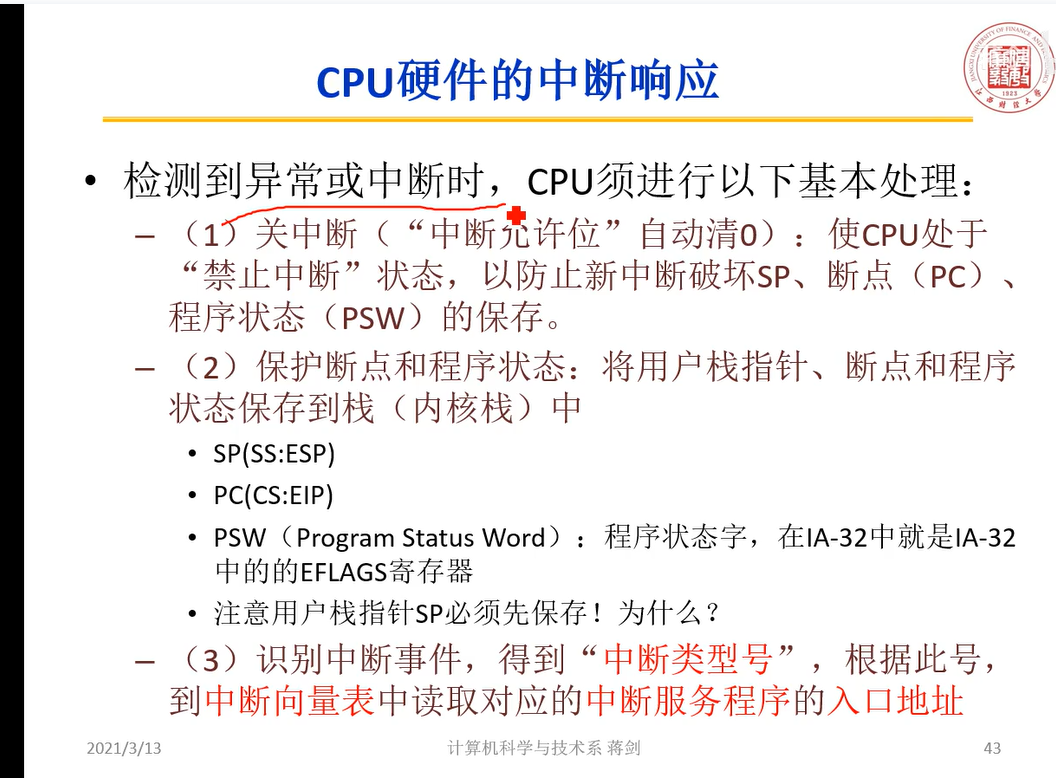 CPU硬件的中断响应
• 检测到异常或中断时，CPU须进行以下基本处理：
– （1）关中断（“中断允许位”自动清0）：使CPU处于
“禁止中断”状态，以防止新中断破坏SP、断点（PC）、
程序状态（PSW）的保存。
– （2）保护断点和程序状态：将用户栈指针、断点和程序
状态保存到栈（内核栈）中
• SP(SS:ESP)
• PC(CS:EIP)
• PSW（Program Status Word）：程序状态字，在IA-32中就是IA-32
中的的EFLAGS寄存器
• 注意用户栈指针SP必须先保存！为什么？
– （3）识别中断事件，得到“中断类型号”，根据此号，
到中断向量表中读取对应的中断服务程序的入口地址
2021/3/13
计算机科学与技术系 蒋剑
43
1923
江西财经大学